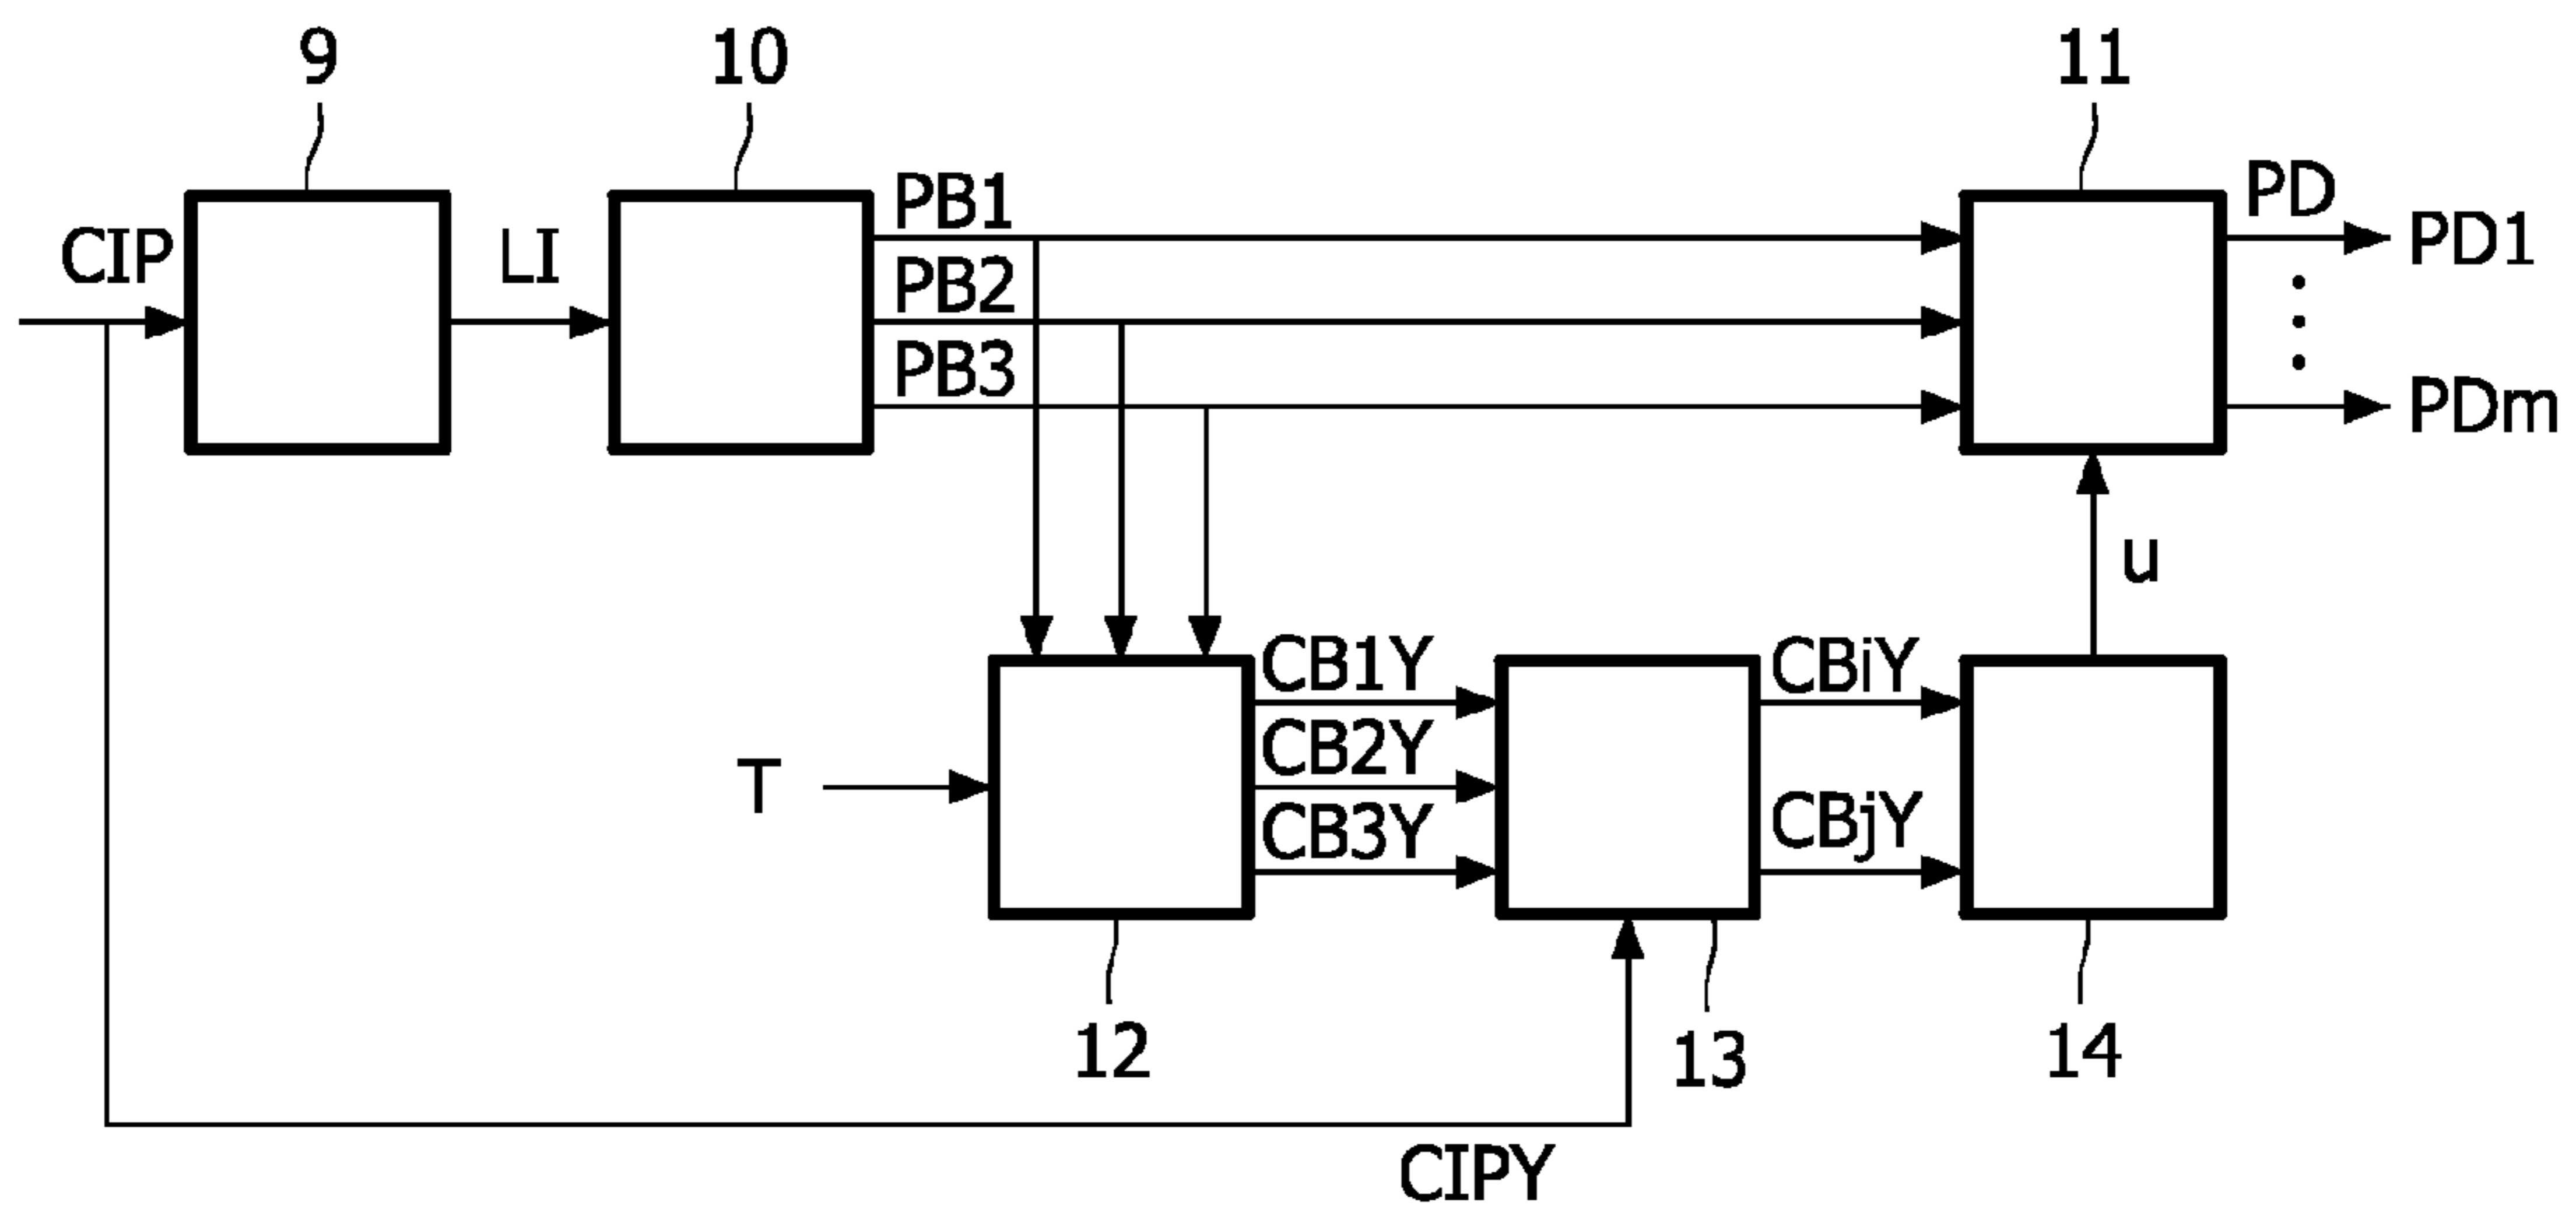 9
10
11
CIP
LI
PB1
PB2
PB3
PD
PD1
PDm
u
T
CB1Y
CB2Y
CB3Y
CBiY
CBjY
12
13
14
CIPY